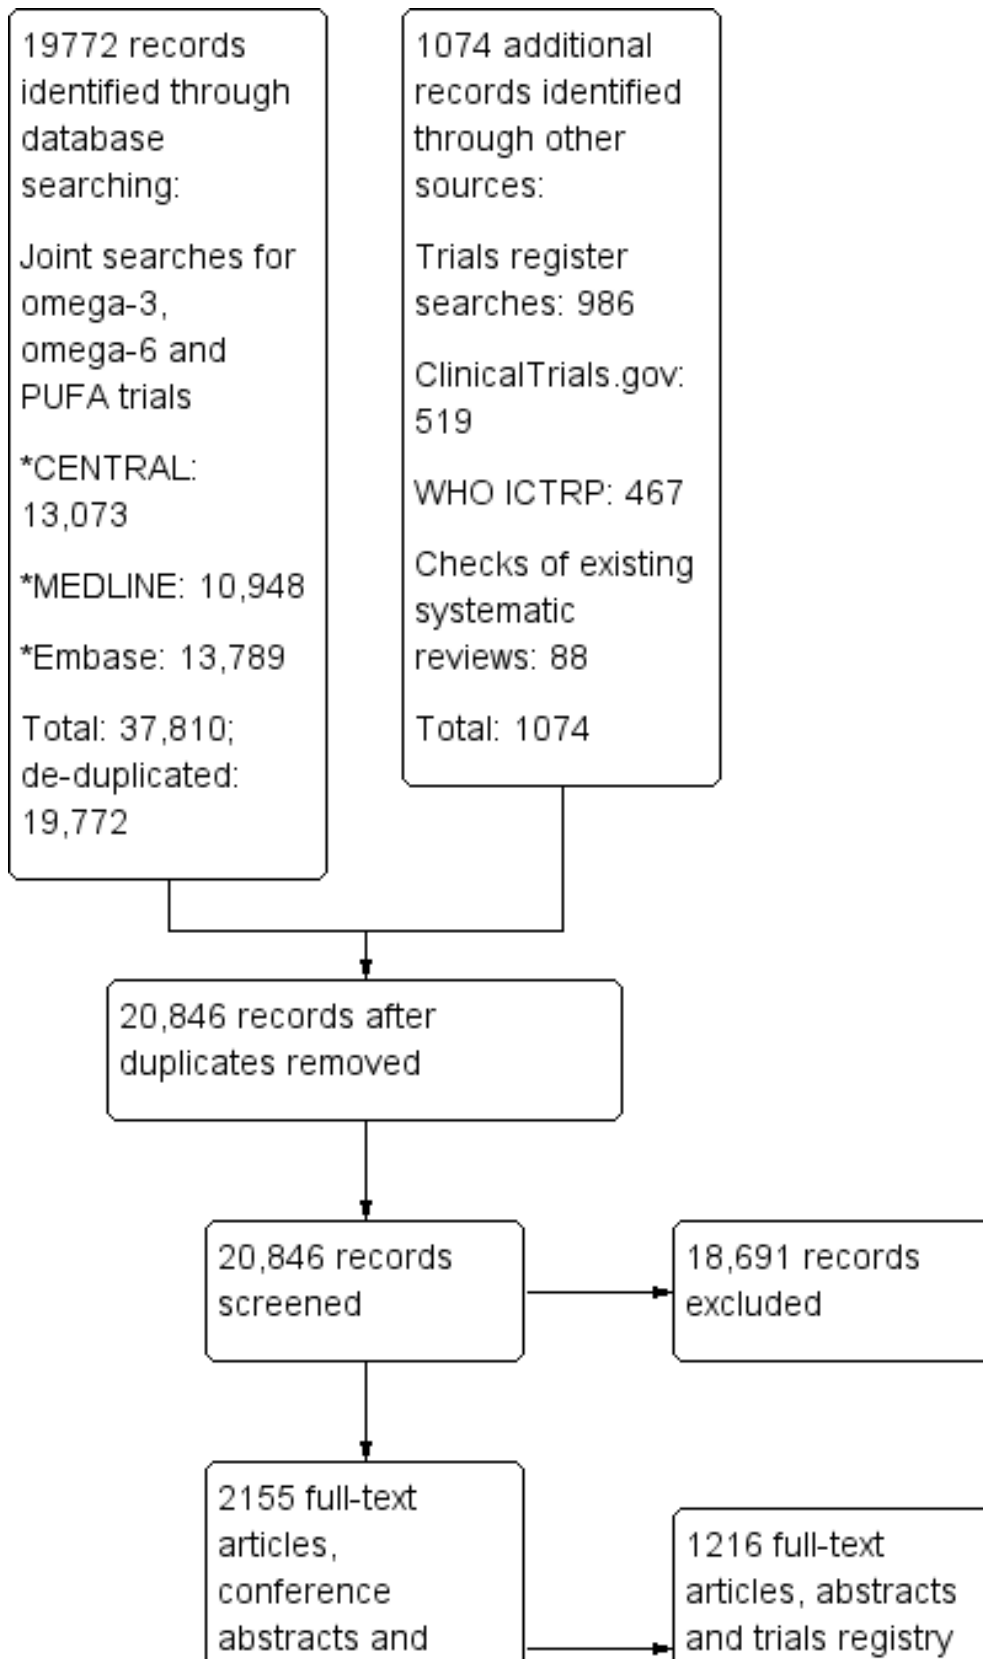 19772 records
identified through
database
searching:
Joint searches for
omega-3,
omega-6 and
PUFA trials
*CENTRAL:
13,073
*MEDLINE: 10,948
*Embase: 13,789
Total: 37,810;
de-duplicated:
19,772
1074 additional
records identified
through other
sources:
Trials register
searches: 986
ClinicalTrials.gov:
519
WHO ICTRP: 467
Checks of existing
systematic
reviews: 88
Total: 1074
20,846 records after
duplicates removed
20,846 records
screened
18,691 records
excluded
2155 full-text
articles,
conference
abstracts and
1216 full-text
articles, abstracts
and trials registry